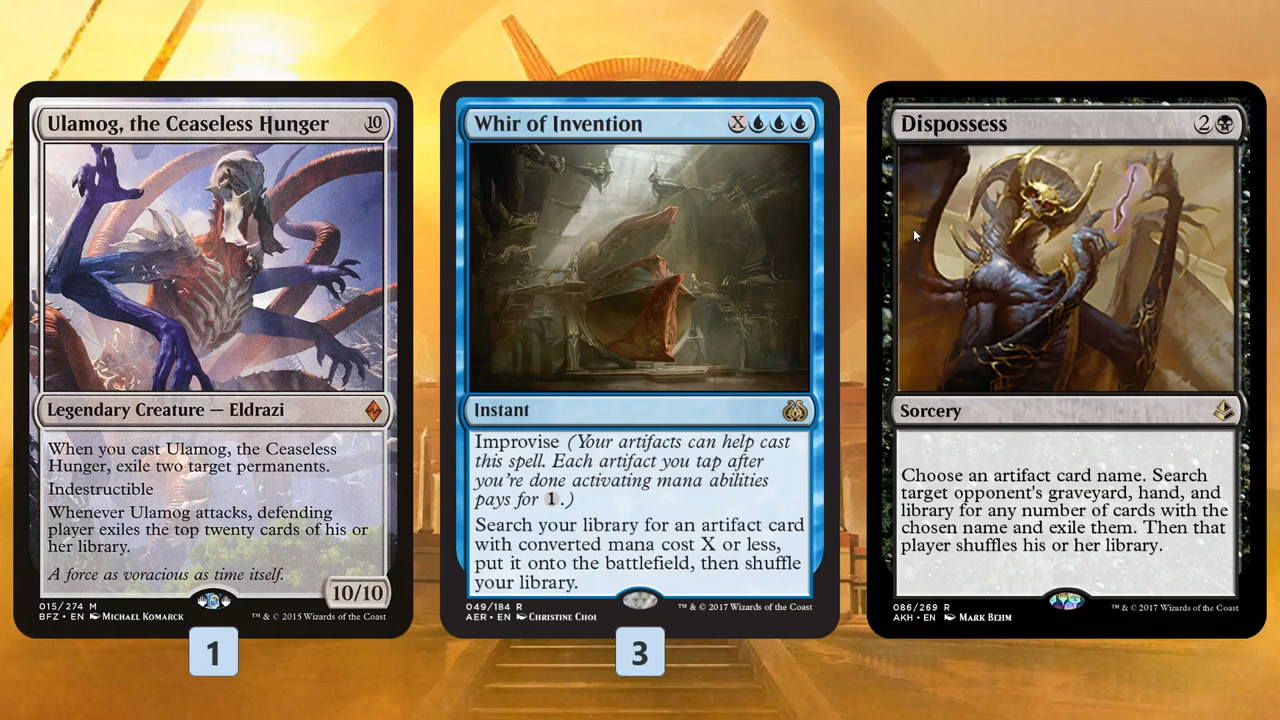 Ulamog, the Ceaseless Hunger 10
Legendary Creature — Eldrazi
When you cast Ulamog, the Ceaseless
Hunger, exile two target permanents.
Indestructible
Whenever Ulamog attacks, defending
player exiles the top twenty cards of his or
her library.
A force as voracious as time itself.
10/10
015/274 M
BFZ • EN Michael Komarck
™ & © 2015 Wizards of the Coast
1
Whir of Invention X
Instant
Improvise (Your artifacts can help cast
this spell. Each artifact you tap after
you're done activating mana abilities
pays for 1.)
Search your library for an artifact card
with converted mana cost X or less,
put it onto the battlefield, then shuffle
your library.
049/184 R
AER • EN Christine Choi
™ & © 2017 Wizards of the Coast
3
Dispossess 2
Sorcery
Choose an artifact card name. Search
target opponent's graveyard, hand, and
library for any number of cards with the
chosen name and exile them. Then that
player shuffles his or her library.
086/269 R
AKH • EN Mark Behm
™ & © 2017 Wizards of the Coast